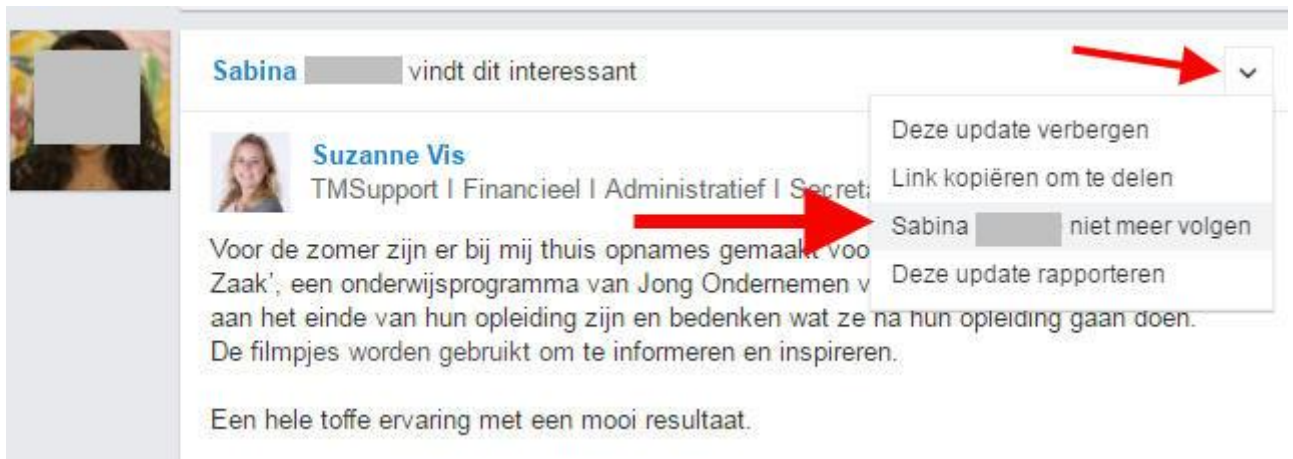 Sabina vindt dit interessant
Suzanne Vis
TMSupport I Financieel I Administratief I
Deze update verbergen
Link kopiëren om te delen
Sabina niet meer volgen
Deze update rapporteren
Voor de zomer zijn er bij mij thuis opnames gemaakt
Zaak', een onderwijsprogramma van Jong Ondernemen
aan het einde van hun opleiding zijn en bedenken wat ze na hun opleiding gaan doen.
De filmpjes worden gebruikt om te informeren en inspireren.
Een hele toffe ervaring met een mooi resultaat.